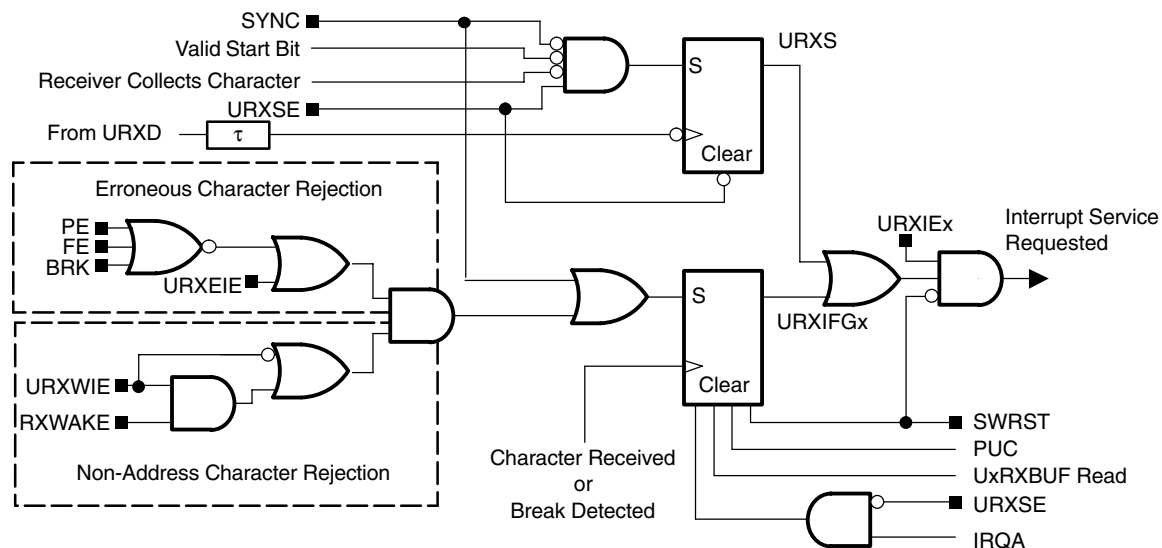 SYNC
Valid Start Bit
Receiver Collects Character
URXSE
From URXD
τ
S
Clear
URXS
Erroneous Character Rejection
PE
FE
BRK
URXEIE
URXWIE
RXWAKE
Non-Address Character Rejection
S
Clear
URXIFGx
URXIEx
Interrupt Service
Requested
Character Received
or
Break Detected
SWRST
PUC
UxRXBUF Read
URXSE
IRQA